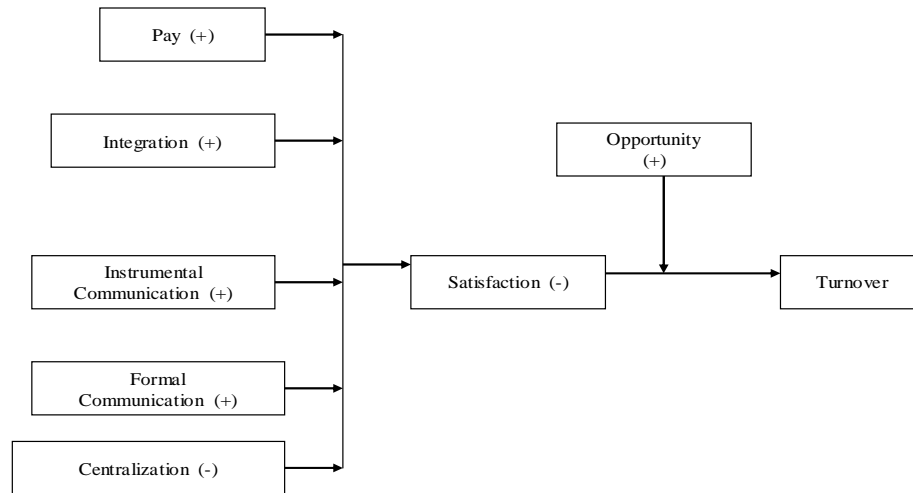 Pay (+)
Integration (+)
Opportunity
(+)
Instrumental
Communication (+)
Satisfaction (-)
Turnover
Formal
Communication (+)
Centralization (-)